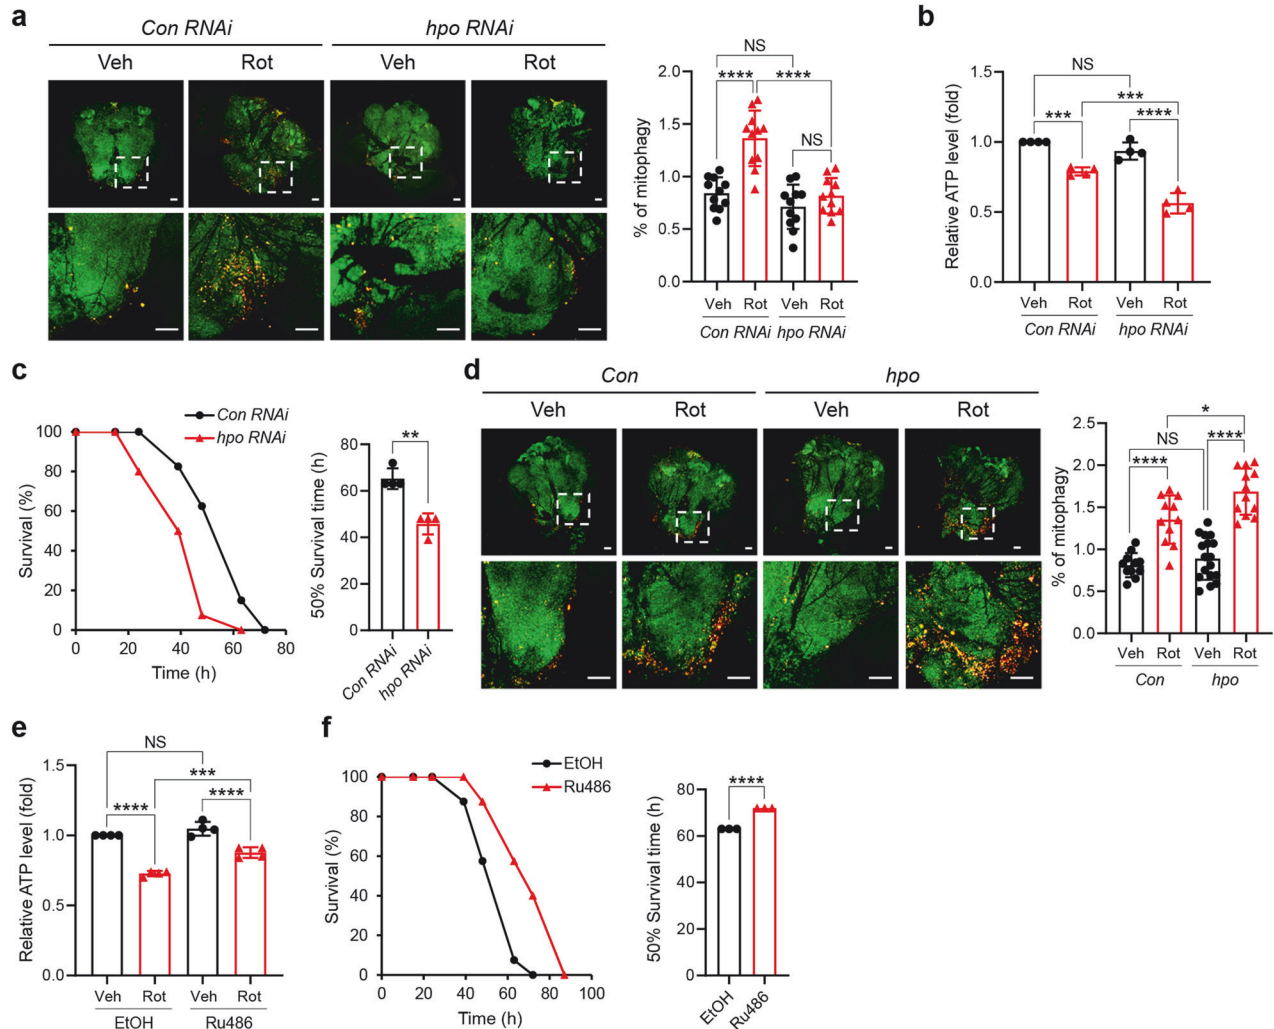 a
Con RNAi
hpo RNAi
Veh
Rot
Veh
Rot
% of mitophagy
2.0
1.5
1.0
0.5
0.0
NS
****
****
NS
Veh
Rot
Veh
Rot
Con RNAi
hpo RNAi
b
Relative ATP level (fold)
1.5
1.0
0.5
0.0
NS
***
***
****
Veh
Rot
Veh
Rot
Con RNAi
hpo RNAi
c
Con RNAi
hpo RNAi
Survival (%)
100
80
60
40
20
0
0
20
40
60
80
Time (h)
50% Survival time (h)
80
60
40
20
0
**
Con RNAi
hpo RNAi
d
Con
hpo
Veh
Rot
Veh
Rot
% of mitophagy
2.5
2.0
1.5
1.0
0.5
0.0
*
NS
****
****
Veh
Rot
Veh
Rot
Con
hpo
e
Relative ATP level (fold)
1.5
1.0
0.5
0.0
NS
***
****
****
Veh
Rot
Veh
Rot
EtOH
Ru486
f
EtOH
Ru486
Survival (%)
100
80
60
40
20
0
0
20
40
60
80
100
Time (h)
50% Survival time (h)
80
60
40
20
0
****
EtOH
Ru486